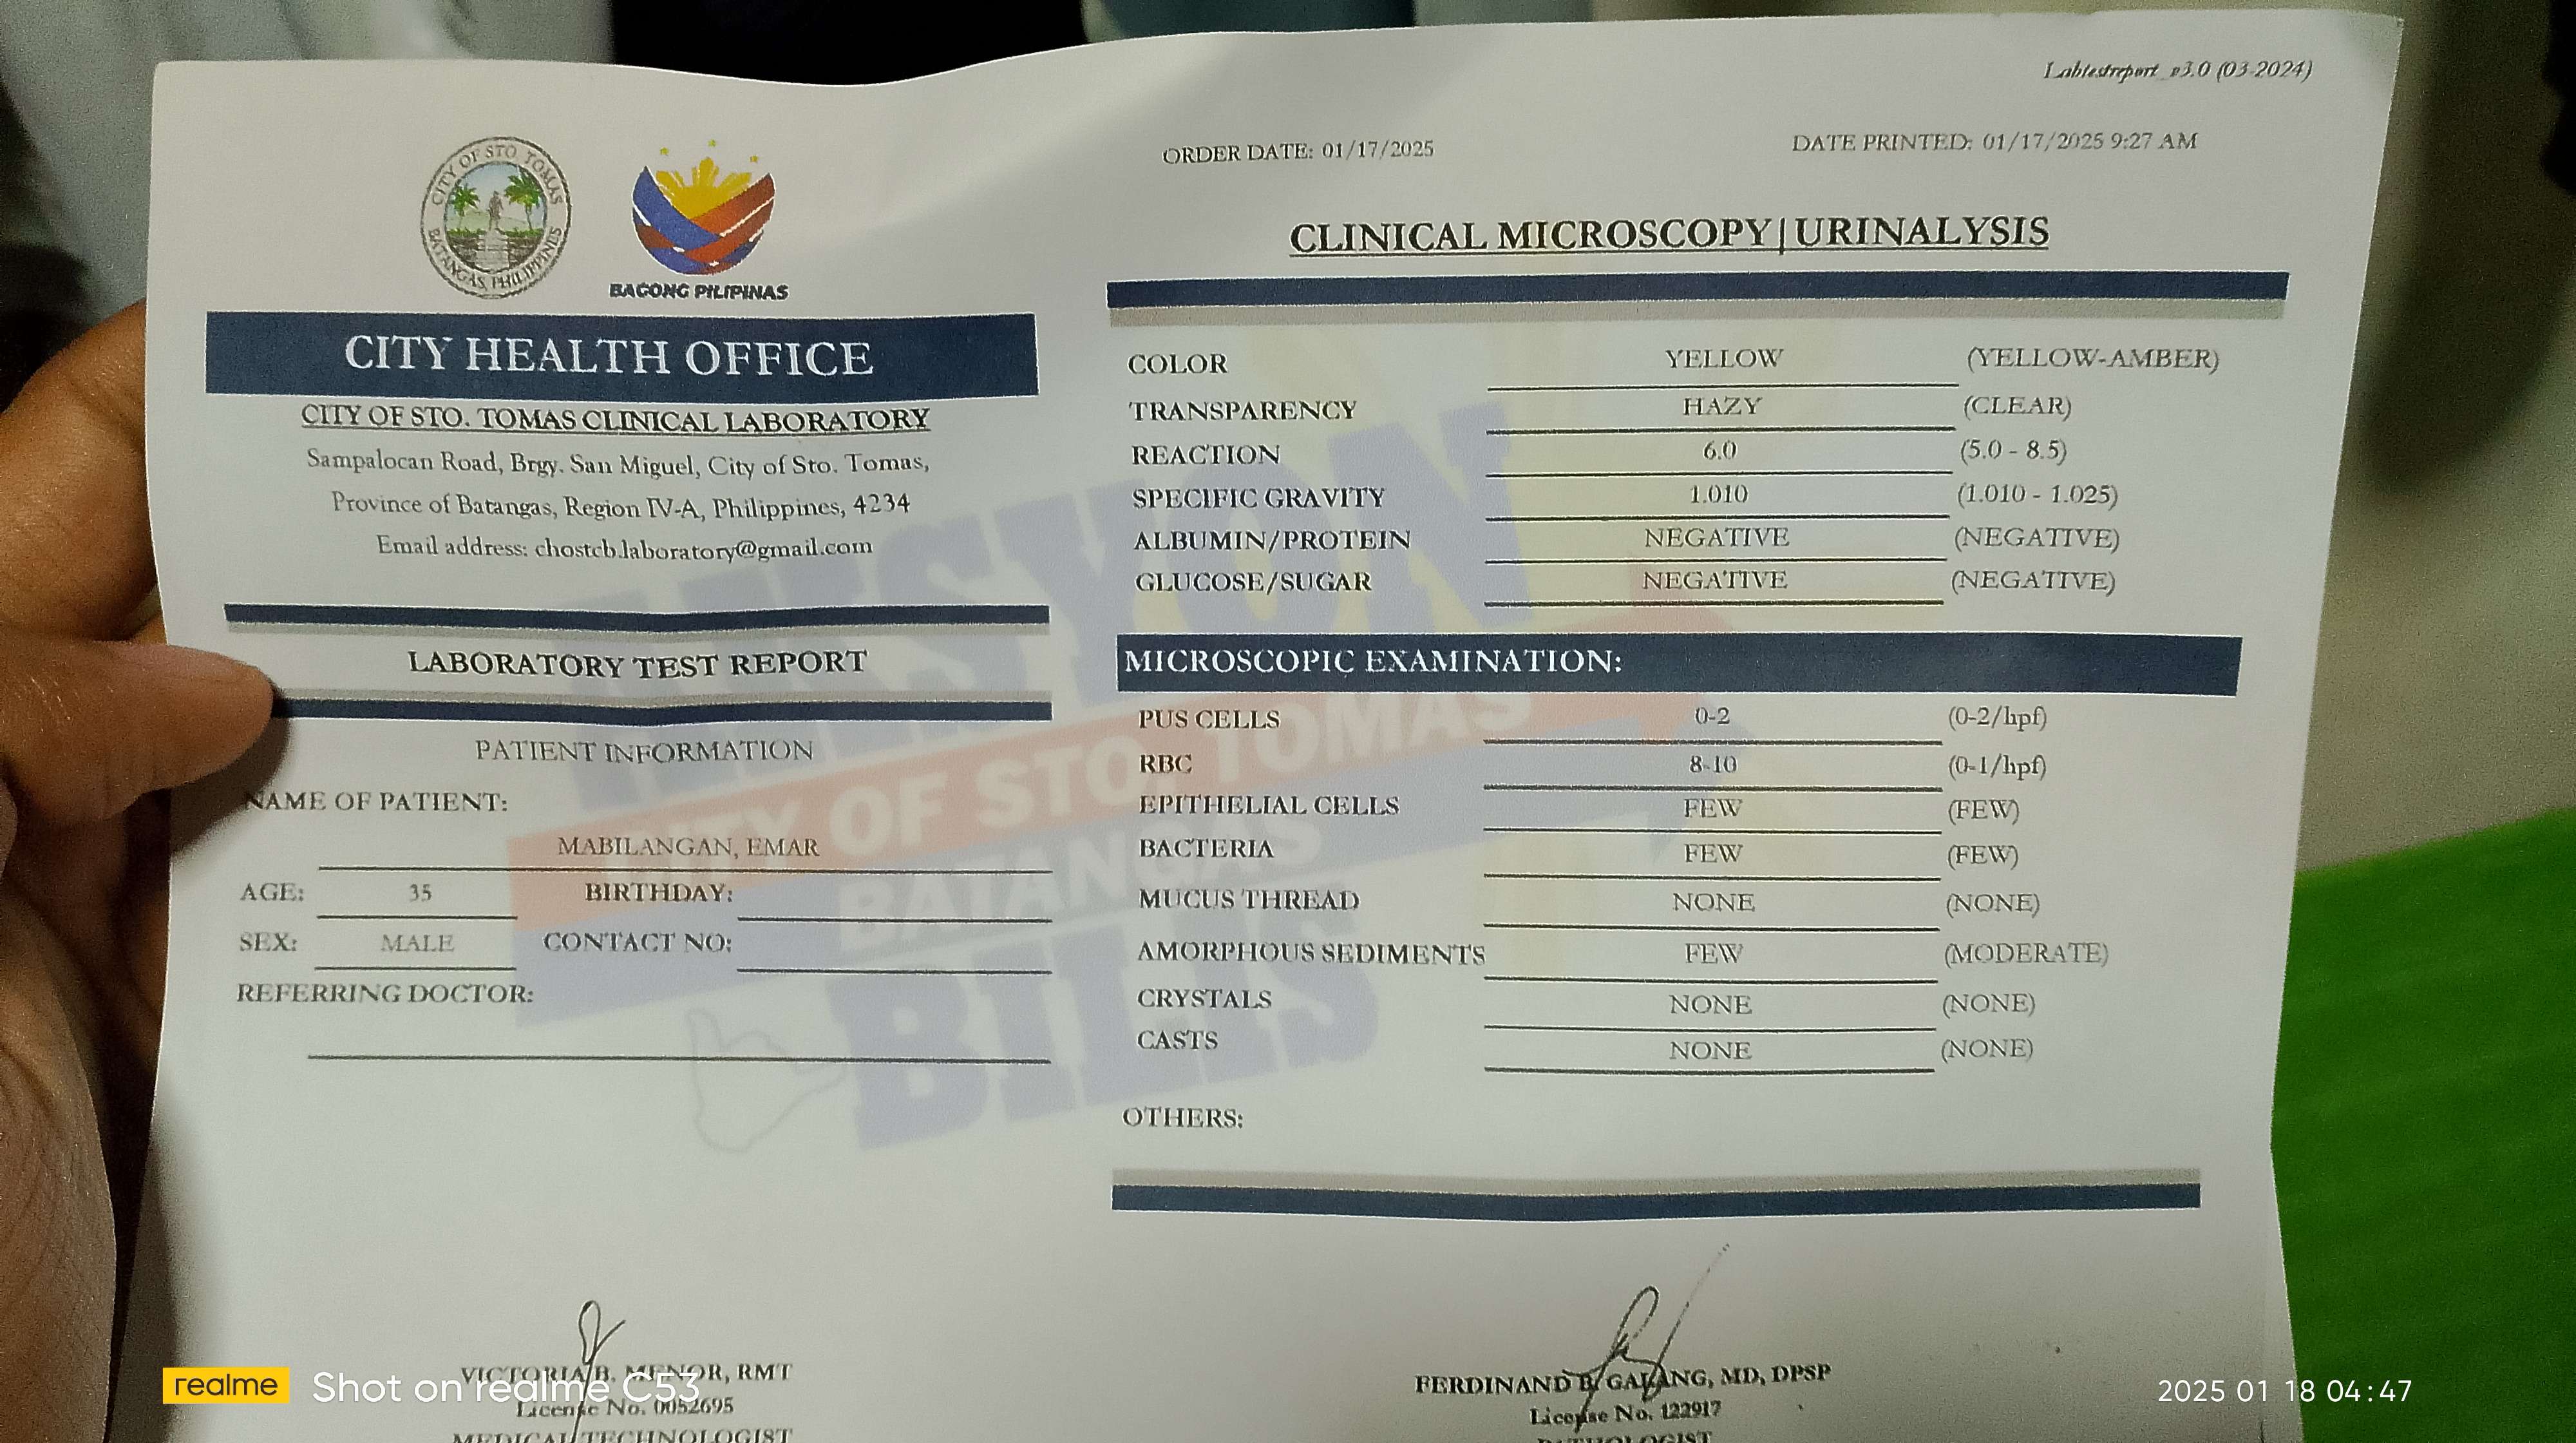 Labtestreport_v3.0 (03-2024)
CITY OF STO. TOMAS
BATANGAS, PHILIPPINES
BAGONG PILIPINAS
CITY HEALTH OFFICE
CITY OF STO. TOMAS CLINICAL LABORATORY
Sampalocan Road, Brgy. San Miguel, City of Sto. Tomas,
Province of Batangas, Region IV-A, Philippines, 4234
Email address: chostcb.laboratory@gmail.com
LABORATORY TEST REPORT
PATIENT INFORMATION
NAME OF PATIENT:
MABILANGAN, EMAR
AGE: 35 BIRTHDAY:
SEX: MALE CONTACT NO:
REFERRING DOCTOR:
ORDER DATE: 01/17/2025 DATE PRINTED: 01/17/2025 9:27 AM
CLINICAL MICROSCOPY|URINALYSIS
COLOR YELLOW (YELLOW-AMBER)
TRANSPARENCY HAZY (CLEAR)
REACTION 6.0 (5.0 - 8.5)
SPECIFIC GRAVITY 1.010 (1.010 - 1.025)
ALBUMIN/PROTEIN NEGATIVE (NEGATIVE)
GLUCOSE/SUGAR NEGATIVE (NEGATIVE)
MICROSCOPIC EXAMINATION:
PUS CELLS 0-2 (0-2/hpf)
RBC 8-10 (0-1/hpf)
EPITHELIAL CELLS FEW (FEW)
BACTERIA FEW (FEW)
MUCUS THREAD NONE (NONE)
AMORPHOUS SEDIMENTS FEW (MODERATE)
CRYSTALS NONE (NONE)
CASTS NONE (NONE)
OTHERS:
CITY OF STO. TOMAS
BATANGAS
BILIS
VICTORIA B. MENOR, RMT
License No. 0052695
MEDICAL TECHNOLOGIST
FERDINAND B. GALANG, MD, DPSP
License No. 122917
PATHOLOGIST
realme Shot on realme C53
2025 01 18 04:47